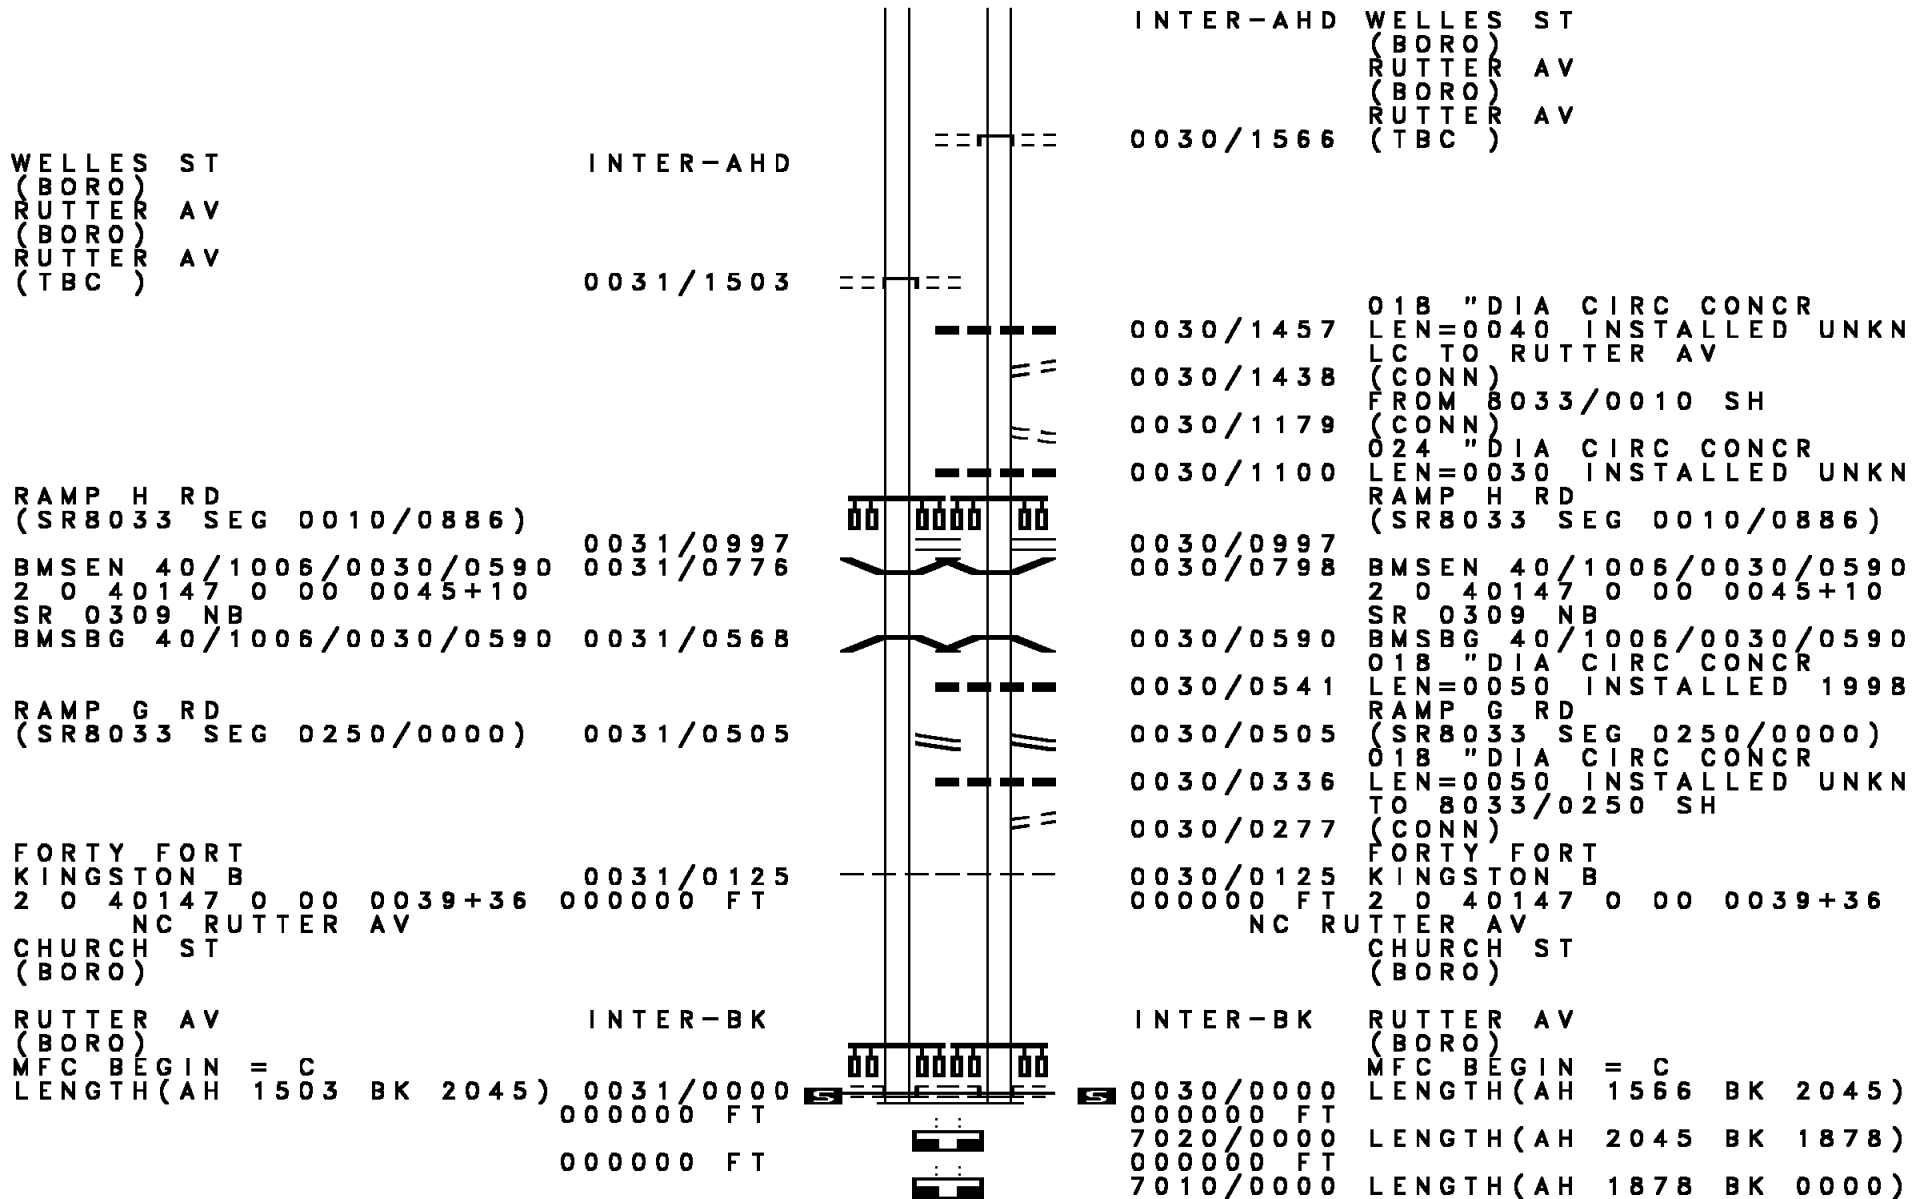 INTER-AHD WELLES ST
(BORO)
RUTTER AV
(BORO)
RUTTER AV
0030/1566 (TBC )
WELLES ST INTER-AHD
(BORO)
RUTTER AV
(BORO)
RUTTER AV
(TBC ) 0031/1503
018 "DIA CIRC CONCR
0030/1457 LEN=0040 INSTALLED UNKN
LC TO RUTTER AV
0030/1438 (CONN)
FROM 8033/0010 SH
0030/1179 (CONN)
024 "DIA CIRC CONCR
0030/1100 LEN=0030 INSTALLED UNKN
RAMP H RD RAMP H RD
(SR8033 SEG 0010/0886) (SR8033 SEG 0010/0886)
0031/0997 0030/0997
BMSEN 40/1006/0030/0590 0031/0776 0030/0798 BMSEN 40/1006/0030/0590
2 0 40147 0 00 0045+10 2 0 40147 0 00 0045+10
SR 0309 NB SR 0309 NB
BMSBG 40/1006/0030/0590 0031/0568 0030/0590 BMSBG 40/1006/0030/0590
018 "DIA CIRC CONCR
0030/0541 LEN=0050 INSTALLED 1998
RAMP G RD RAMP G RD
(SR8033 SEG 0250/0000) 0031/0505 0030/0505 (SR8033 SEG 0250/0000)
018 "DIA CIRC CONCR
0030/0336 LEN=0050 INSTALLED UNKN
TO 8033/0250 SH
0030/0277 (CONN)
FORTY FORT FORTY FORT
KINGSTON B 0031/0125 0030/0125 KINGSTON B
2 0 40147 0 00 0039+36 000000 FT 000000 FT 2 0 40147 0 00 0039+36
NC RUTTER AV NC RUTTER AV
CHURCH ST CHURCH ST
(BORO) (BORO)
RUTTER AV INTER-BK INTER-BK RUTTER AV
(BORO) (BORO)
MFC BEGIN = C MFC BEGIN = C
LENGTH(AH 1503 BK 2045) 0031/0000 S S 0030/0000 LENGTH(AH 1566 BK 2045)
000000 FT 000000 FT
7020/0000 LENGTH(AH 2045 BK 1878)
000000 FT 000000 FT
7010/0000 LENGTH(AH 1878 BK 0000)